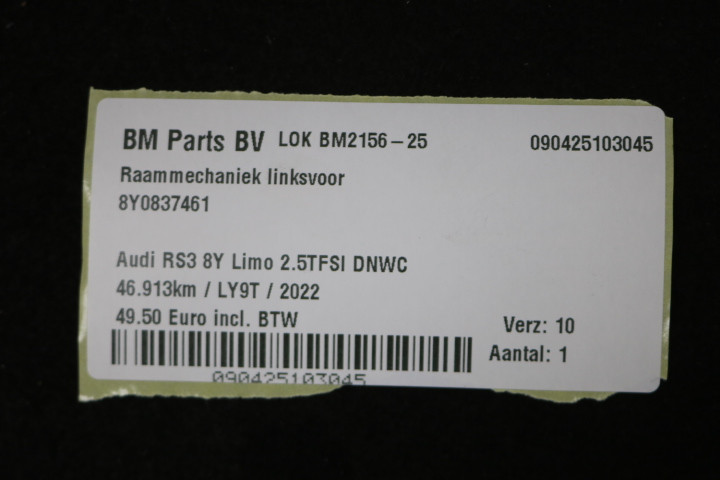 BM Parts BV LOK BM2156-25 090425103045
Raammechaniek linksvoor
8Y0837461
Audi RS3 8Y Limo 2.5TFSI DNWC
46.913km / LY9T / 2022
49.50 Euro incl. BTW
Verz: 10
Aantal: 1
090425103045